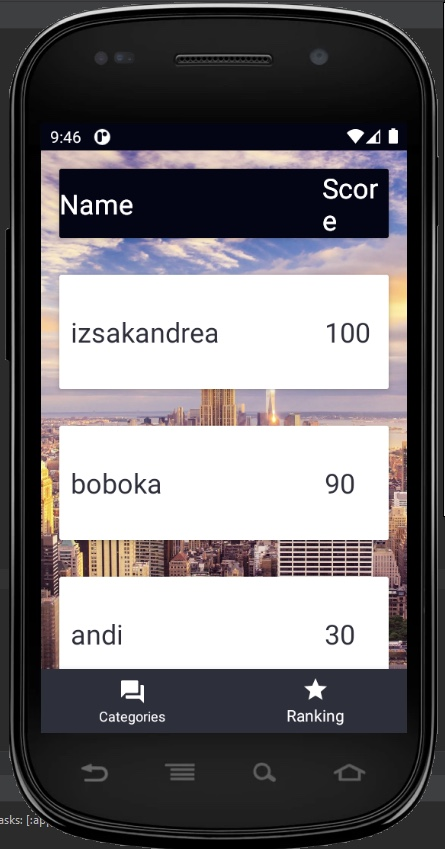 9:46
Name
Scor
e
izsakandrea 100
boboka 90
andi 30
Categories Ranking
asks: [:ap